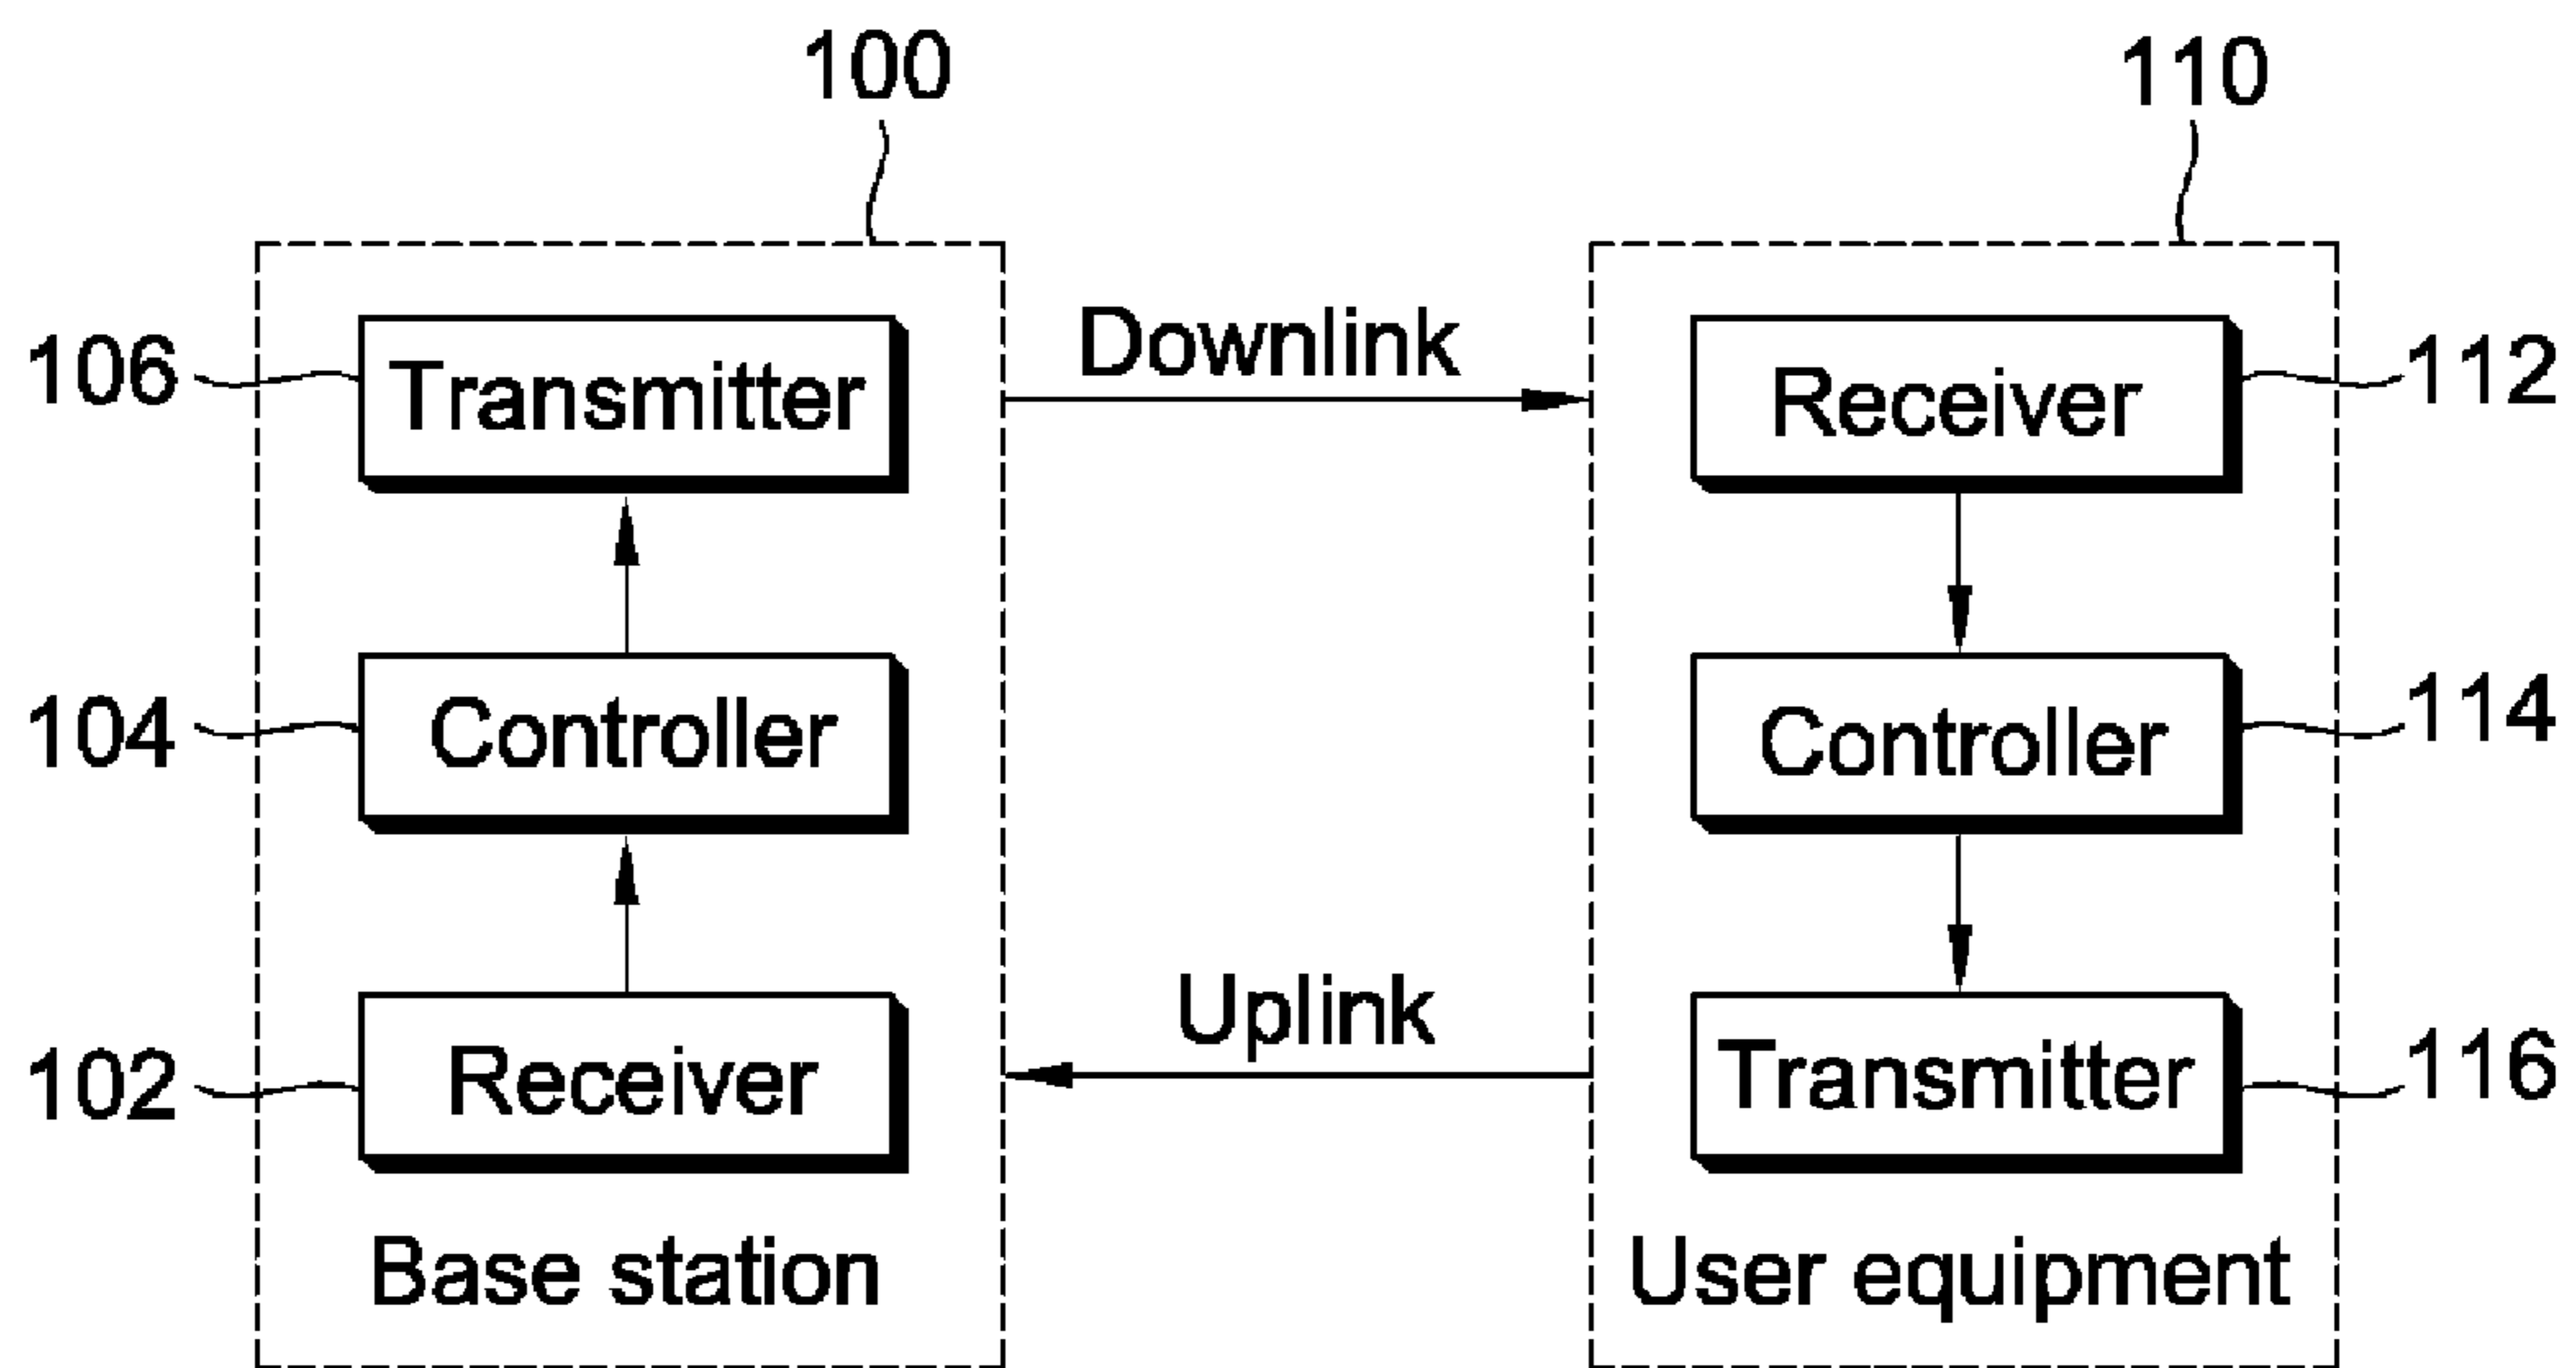 100
110
106
Transmitter
Downlink
Receiver
112
104
Controller
Controller
114
102
Receiver
Uplink
Transmitter
116
Base station
User equipment